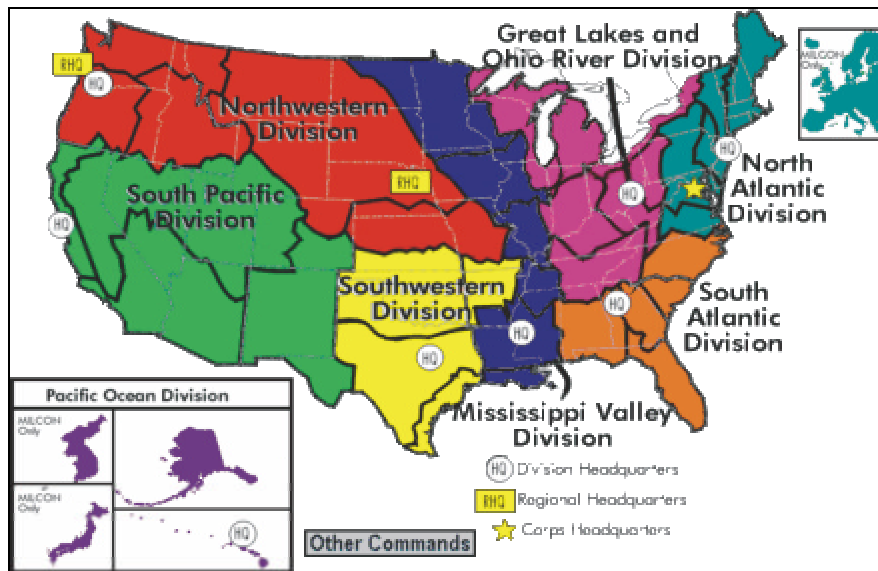 Great Lakes and
Ohio River Division
MILCON
Only
RHQ
HQ
Northwestern
Division
HQ
North
Atlantic
Division
RHQ
HQ
South Pacific
Division
HQ
Southwestern
Division
South
Atlantic
Division
HQ
HQ
HQ
Mississippi Valley
Division
Pacific Ocean Division
MILCON
Only
MILCON
Only
HQ
HQ Division Headquarters
RHQ Regional Headquarters
Corps Headquarters
Other Commands